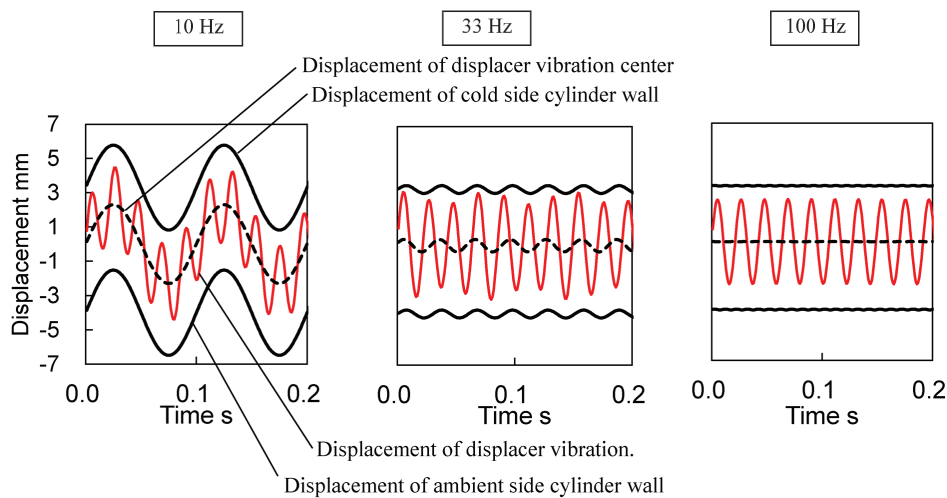 10 Hz
33 Hz
100 Hz
Displacement of displacer vibration center
Displacement of cold side cylinder wall
Displacement mm
7
5
3
1
-1
-3
-5
-7
0.0 0.1 0.2
Time s
0.0 0.1 0.2
Time s
0.0 0.1 0.2
Time s
Displacement of displacer vibration.
Displacement of ambient side cylinder wall